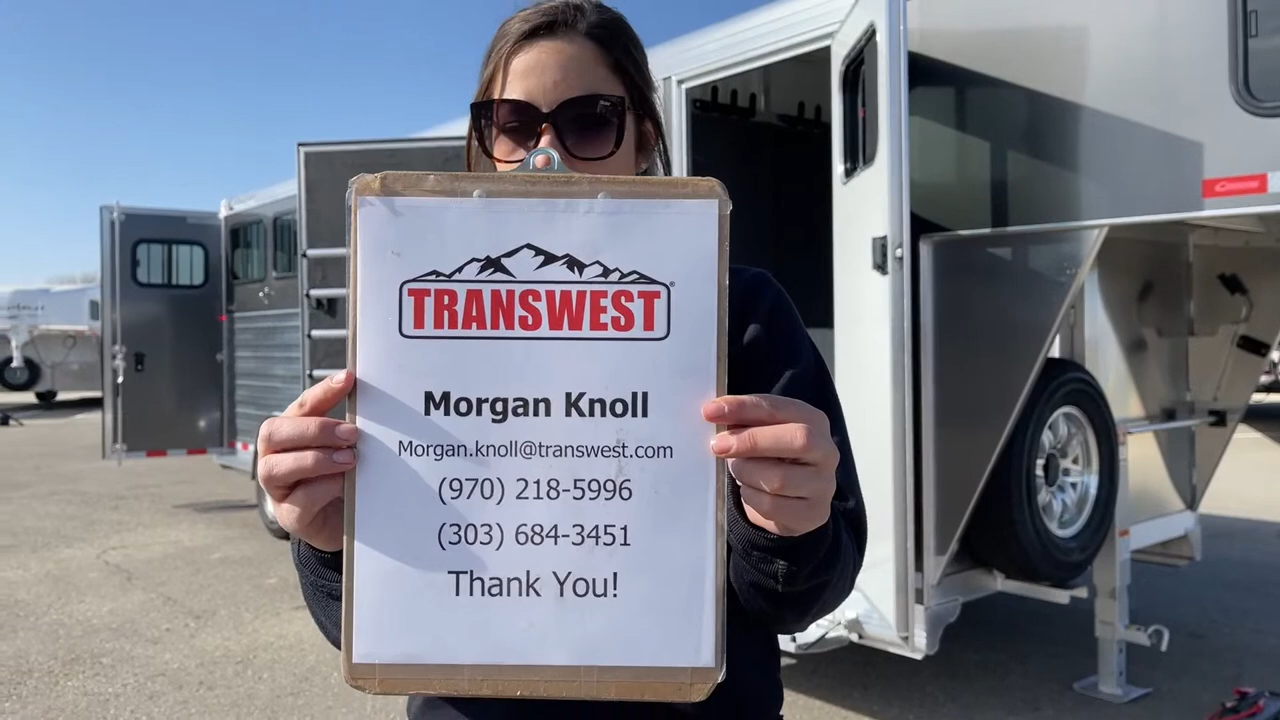 TRANSWEST®
Morgan Knoll
Morgan.knoll@transwest.com
(970) 218-5996
(303) 684-3451
Thank You!